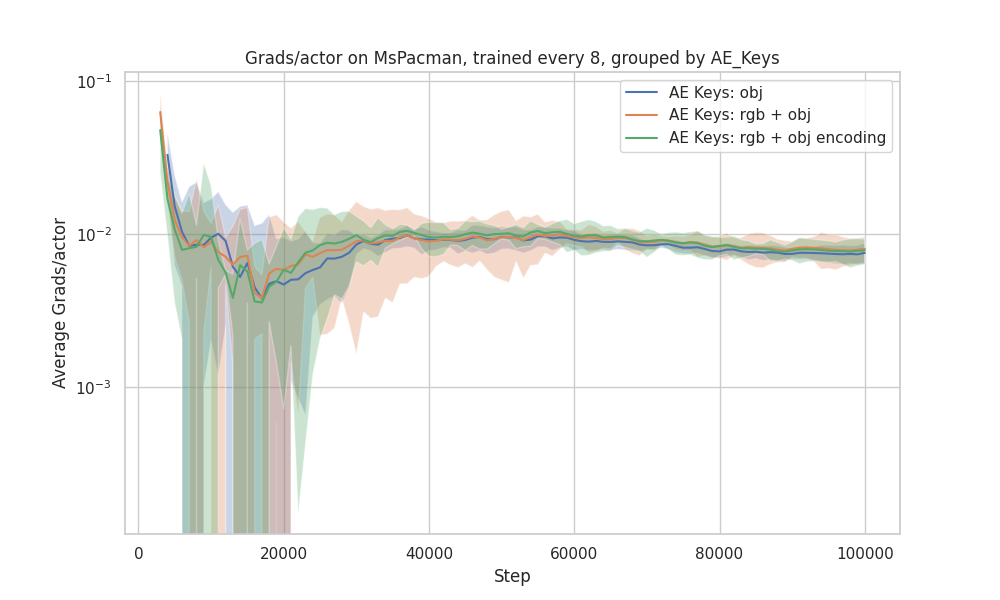 Grads/actor on MsPacman, trained every 8, grouped by AE_Keys
AE Keys: obj
AE Keys: rgb + obj
AE Keys: rgb + obj encoding
10⁻¹
10⁻²
10⁻³
Average Grads/actor
0 20000 40000 60000 80000 100000
Step